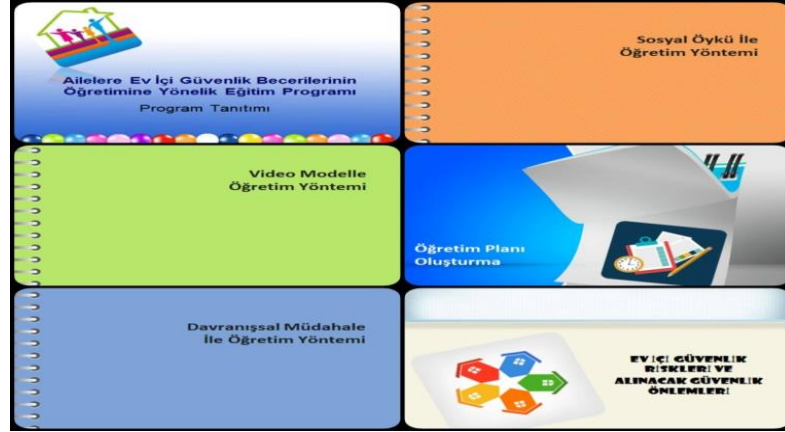 Ailelere Ev İçi Güvenlik Becerilerinin
Öğretimine Yönelik Eğitim Programı
Program Tanıtımı
Sosyal Öykü İle
Öğretim Yöntemi
Video Modelle
Öğretim Yöntemi
Öğretim Planı
Oluşturma
Davranışsal Müdahale
İle Öğretim Yöntemi
EV İÇİ GÜVENLİK
RİSKLERİ VE
ALINACAK GÜVENLİK
ÖNLEMLERİ